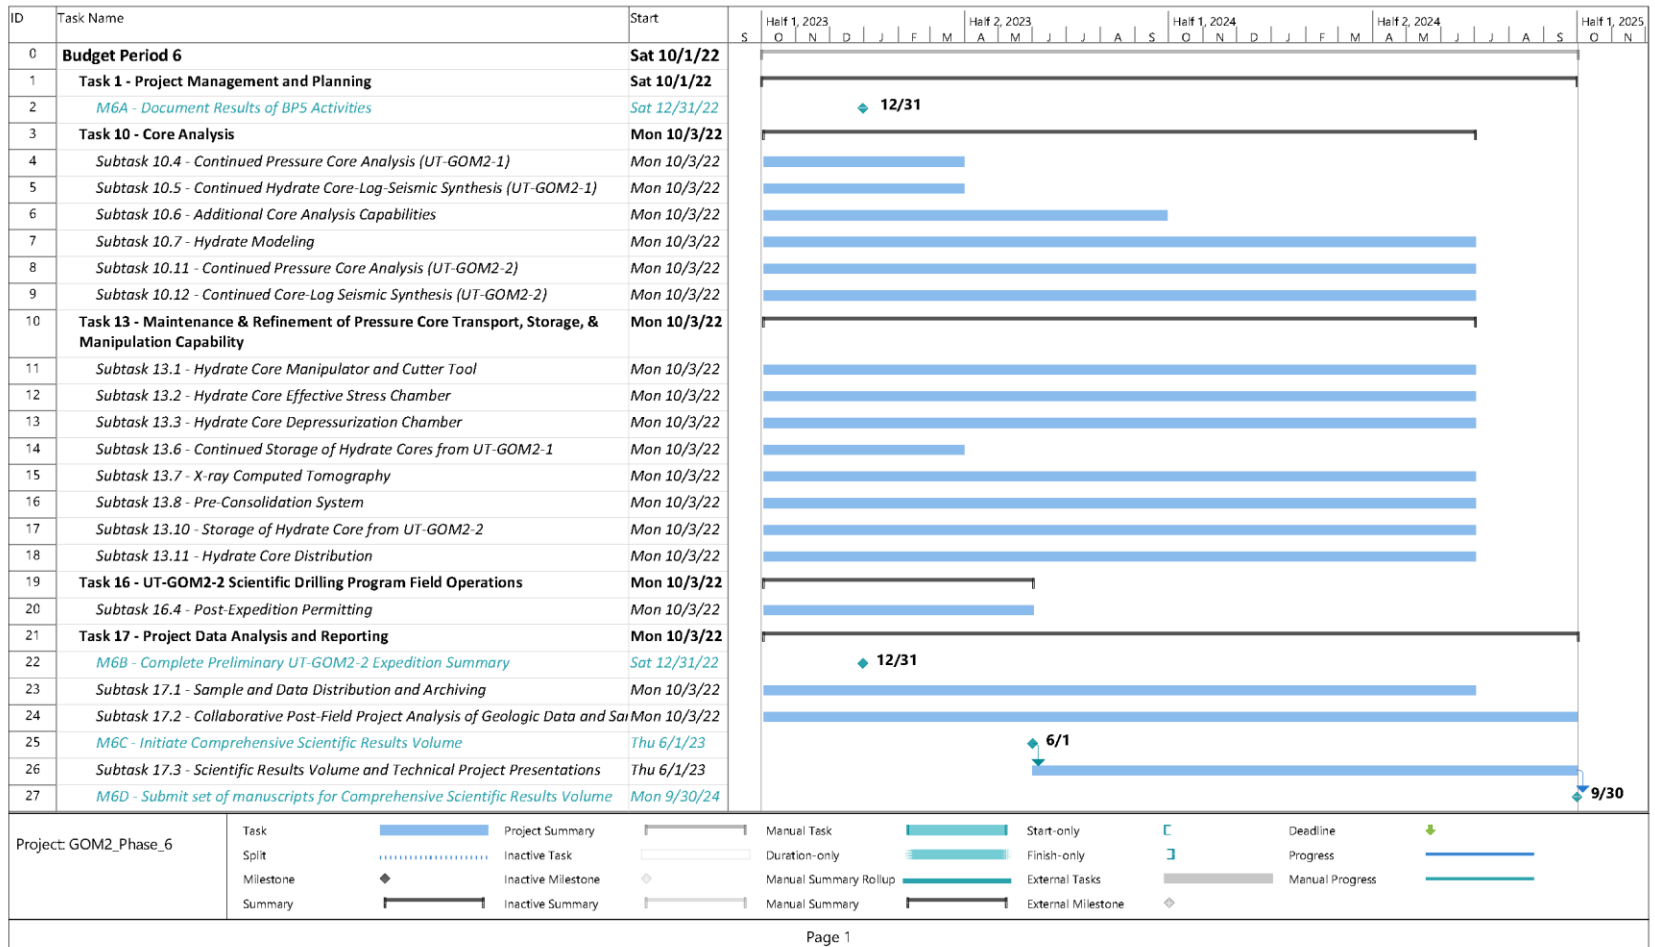 ID Task Name Start Half 1, 2023 Half 2, 2023 Half 1, 2024 Half 2, 2024 Half 1, 2025
S O N D J F M A M J J A S O N D J F M A M J J A S O N
0 Budget Period 6 Sat 10/1/22
1 Task 1 - Project Management and Planning Sat 10/1/22
2 M6A - Document Results of BP5 Activities Sat 12/31/22 12/31
3 Task 10 - Core Analysis Mon 10/3/22
4 Subtask 10.4 - Continued Pressure Core Analysis (UT-GOM2-1) Mon 10/3/22
5 Subtask 10.5 - Continued Hydrate Core-Log-Seismic Synthesis (UT-GOM2-1) Mon 10/3/22
6 Subtask 10.6 - Additional Core Analysis Capabilities Mon 10/3/22
7 Subtask 10.7 - Hydrate Modeling Mon 10/3/22
8 Subtask 10.11 - Continued Pressure Core Analysis (UT-GOM2-2) Mon 10/3/22
9 Subtask 10.12 - Continued Core-Log Seismic Synthesis (UT-GOM2-2) Mon 10/3/22
10 Task 13 - Maintenance & Refinement of Pressure Core Transport, Storage, & Mon 10/3/22
Manipulation Capability
11 Subtask 13.1 - Hydrate Core Manipulator and Cutter Tool Mon 10/3/22
12 Subtask 13.2 - Hydrate Core Effective Stress Chamber Mon 10/3/22
13 Subtask 13.3 - Hydrate Core Depressurization Chamber Mon 10/3/22
14 Subtask 13.6 - Continued Storage of Hydrate Cores from UT-GOM2-1 Mon 10/3/22
15 Subtask 13.7 - X-ray Computed Tomography Mon 10/3/22
16 Subtask 13.8 - Pre-Consolidation System Mon 10/3/22
17 Subtask 13.10 - Storage of Hydrate Core from UT-GOM2-2 Mon 10/3/22
18 Subtask 13.11 - Hydrate Core Distribution Mon 10/3/22
19 Task 16 - UT-GOM2-2 Scientific Drilling Program Field Operations Mon 10/3/22
20 Subtask 16.4 - Post-Expedition Permitting Mon 10/3/22
21 Task 17 - Project Data Analysis and Reporting Mon 10/3/22
22 M6B - Complete Preliminary UT-GOM2-2 Expedition Summary Sat 12/31/22 12/31
23 Subtask 17.1 - Sample and Data Distribution and Archiving Mon 10/3/22
24 Subtask 17.2 - Collaborative Post-Field Project Analysis of Geologic Data and Sa Mon 10/3/22
25 M6C - Initiate Comprehensive Scientific Results Volume Thu 6/1/23 6/1
26 Subtask 17.3 - Scientific Results Volume and Technical Project Presentations Thu 6/1/23
27 M6D - Submit set of manuscripts for Comprehensive Scientific Results Volume Mon 9/30/24 9/30
Project: GOM2_Phase_6
Task Project Summary Manual Task Start-only Deadline
Split Inactive Task Duration-only Finish-only Progress
Milestone Inactive Milestone Manual Summary Rollup External Tasks Manual Progress
Summary Inactive Summary Manual Summary External Milestone
Page 1